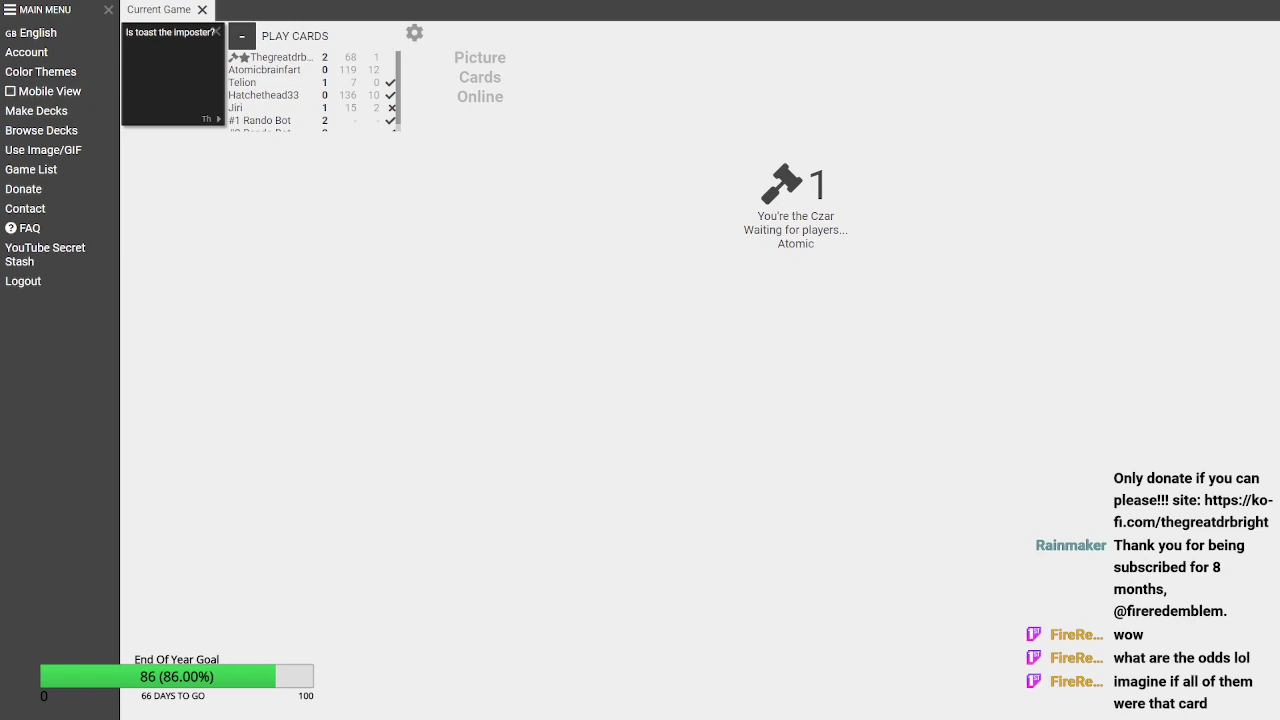 MAIN MENU
GB English
Account
Color Themes
Mobile View
Make Decks
Browse Decks
Use Image/GIF
Game List
Donate
Contact
? FAQ
YouTube Secret
Stash
Logout
Current Game
Is toast the imposter?
Th
- PLAY CARDS
Thegreatdrb... 2 68 1
Atomicbrainfart 0 119 12
Telion 1 7 0
Hatchethead33 0 136 10
Jiri 1 15 2
#1 Rando Bot 2 - -
Picture
Cards
Online
1
You're the Czar
Waiting for players...
Atomic
Only donate if you can
please!!! site: https://ko-
fi.com/thegreatdrbright
Rainmaker Thank you for being
subscribed for 8
months,
@fireredemblem.
FireRe... wow
FireRe... what are the odds lol
FireRe... imagine if all of them
were that card
End Of Year Goal
86 (86.00%)
0 66 DAYS TO GO 100